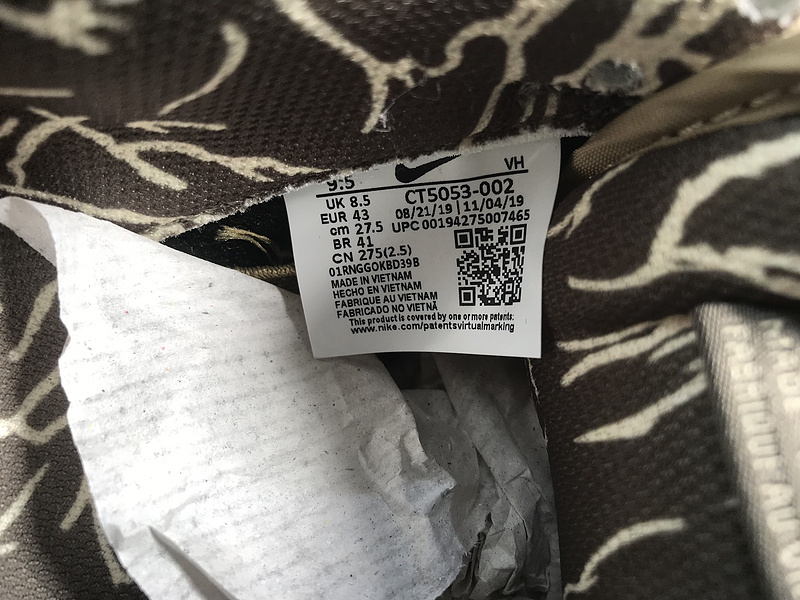 VH
9.5
UK 8.5
EUR 43
cm 27.5
BR 41
CN 275(2.5)
CT5053-002
08/21/19 | 11/04/19
UPC 00194275007465
01RNGGOKBD39B
MADE IN VIETNAM
HECHO EN VIETNAM
FABRIQUE AU VIETNAM
FABRICADO NO VIETNÃ
This product is covered by one or more patents:
www.nike.com/patentsvirtualmarking